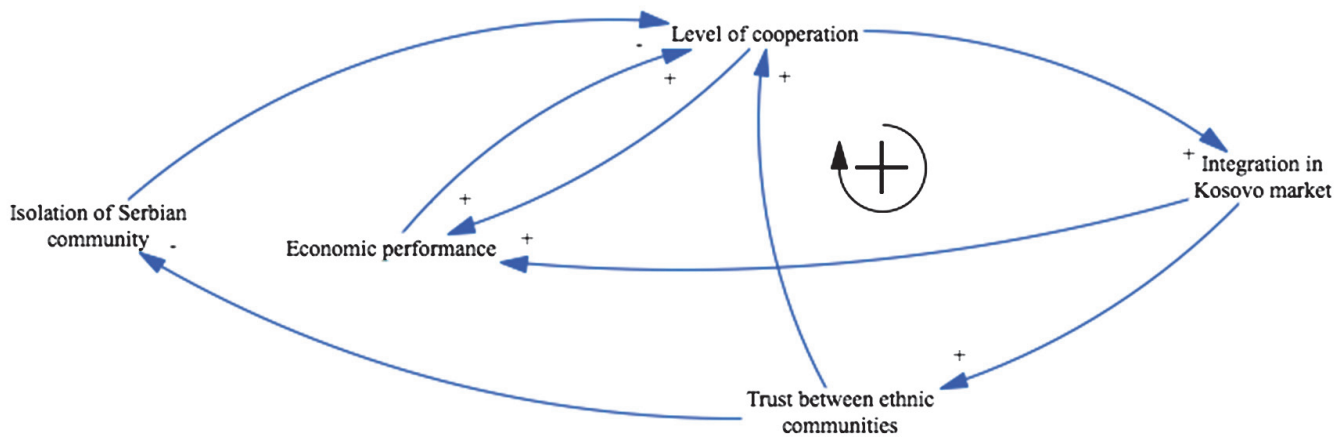 Level of cooperation
-
+
+
+
Integration in
Kosovo market
Isolation of Serbian
community
-
+
Economic performance
+
+
Trust between ethnic
communities
+